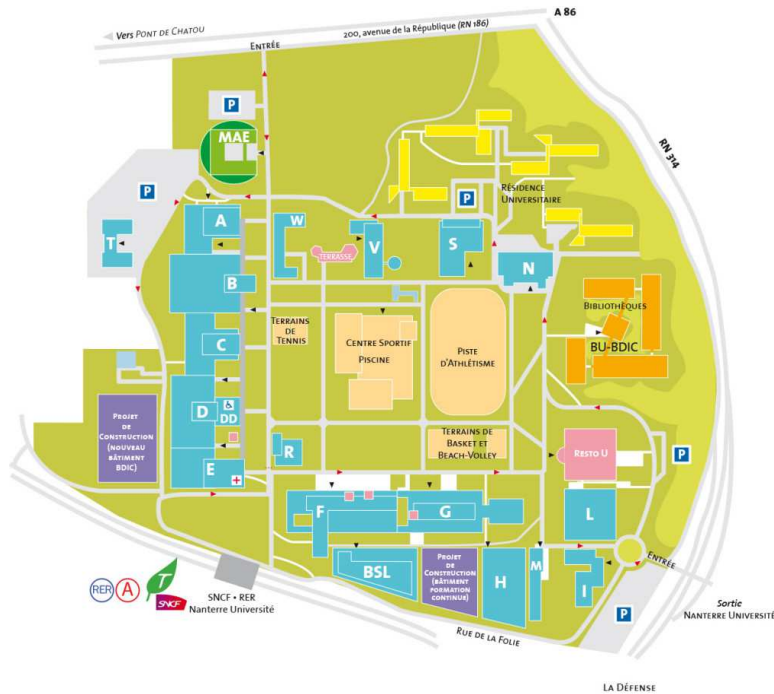 A 86
Vers PONT DE CHATOU
200, avenue de la République (RN 186)
ENTRÉE
P
MAE
RN 314
P
P
RÉSIDENCE
UNIVERSITAIRE
A
W
T
V
S
TERRASSE
N
B
BIBLIOTHÈQUES
TERRAINS
DE
TENNIS
CENTRE SPORTIF
PISCINE
PISTE
D'ATHLÉTISME
BU-BDIC
C
PROJET
DE
CONSTRUCTION
(NOUVEAU
BÂTIMENT
BDIC)
D
DD
TERRAINS DE
BASKET ET
BEACH-VOLLEY
R
RESTO U
P
E
F
G
L
BSL
PROJET
DE
CONSTRUCTION
(BÂTIMENT
FORMATION
CONTINUE)
H
M
I
ENTRÉE
RER
A
T
SNCF
SNCF • RER
NANTERRE UNIVERSITÉ
P
Sortie
NANTERRE UNIVERSITÉ
RUE DE LA FOLIE
LA DÉFENSE